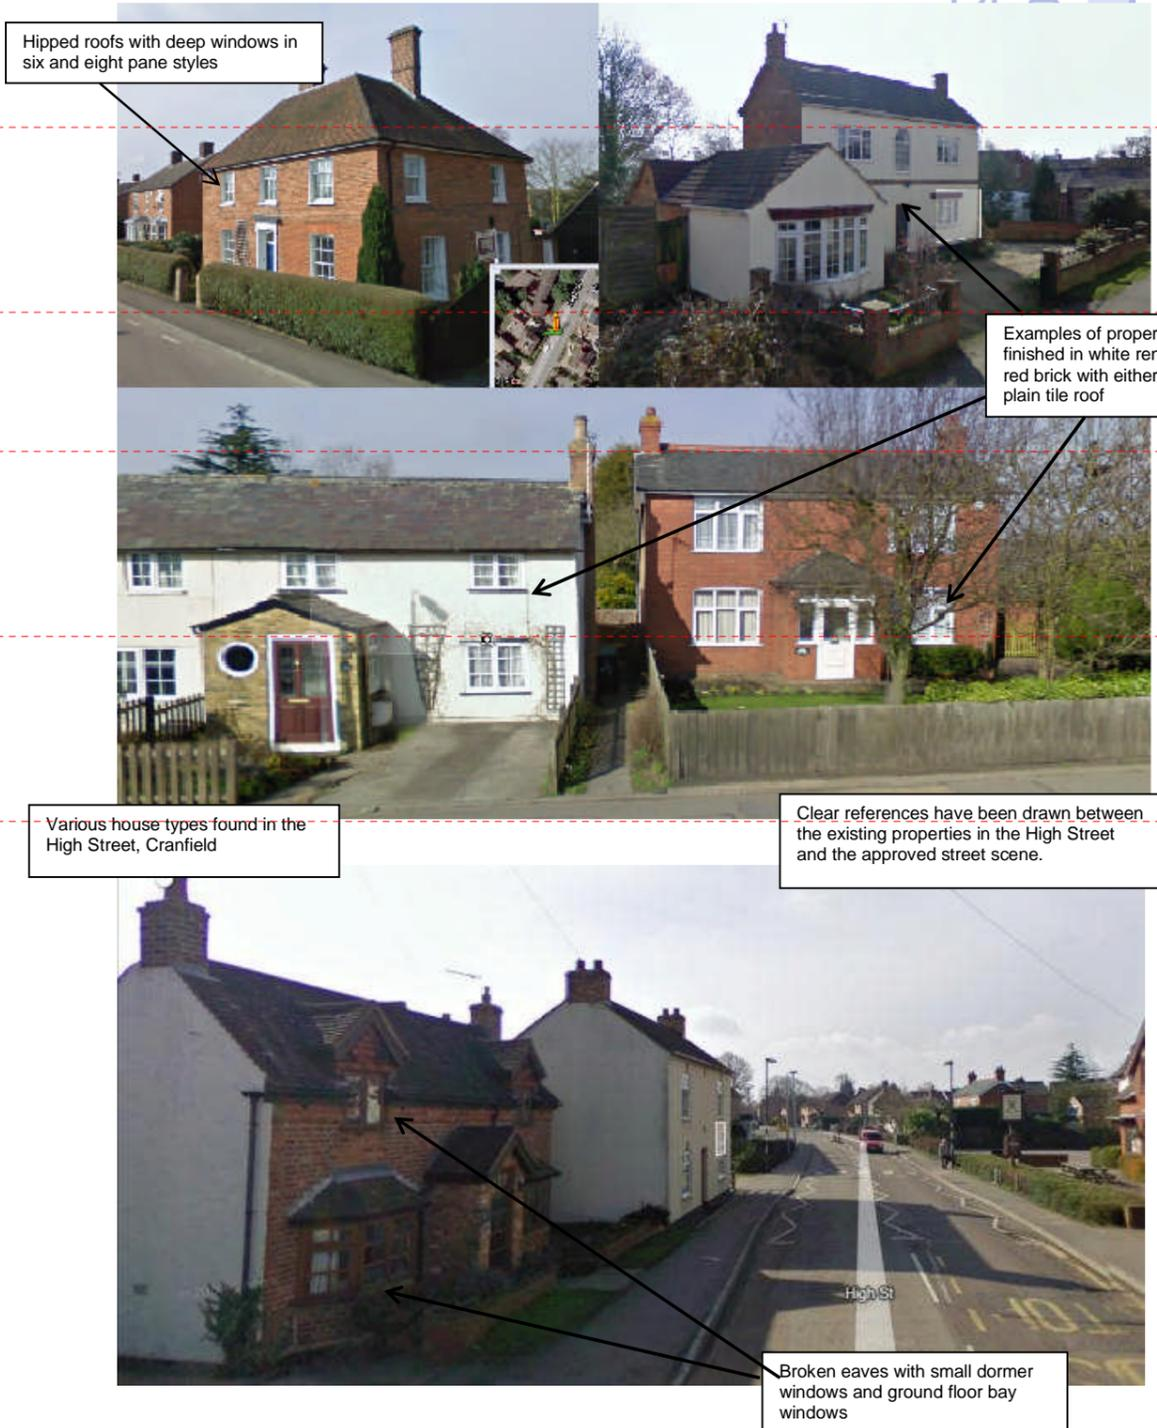 Hipped roofs with deep windows in
six and eight pane styles
Examples of proper
finished in white ren
red brick with either
plain tile roof
Various house types found in the
High Street, Cranfield
Clear references have been drawn between
the existing properties in the High Street
and the approved street scene.
High St
Broken eaves with small dormer
windows and ground floor bay
windows